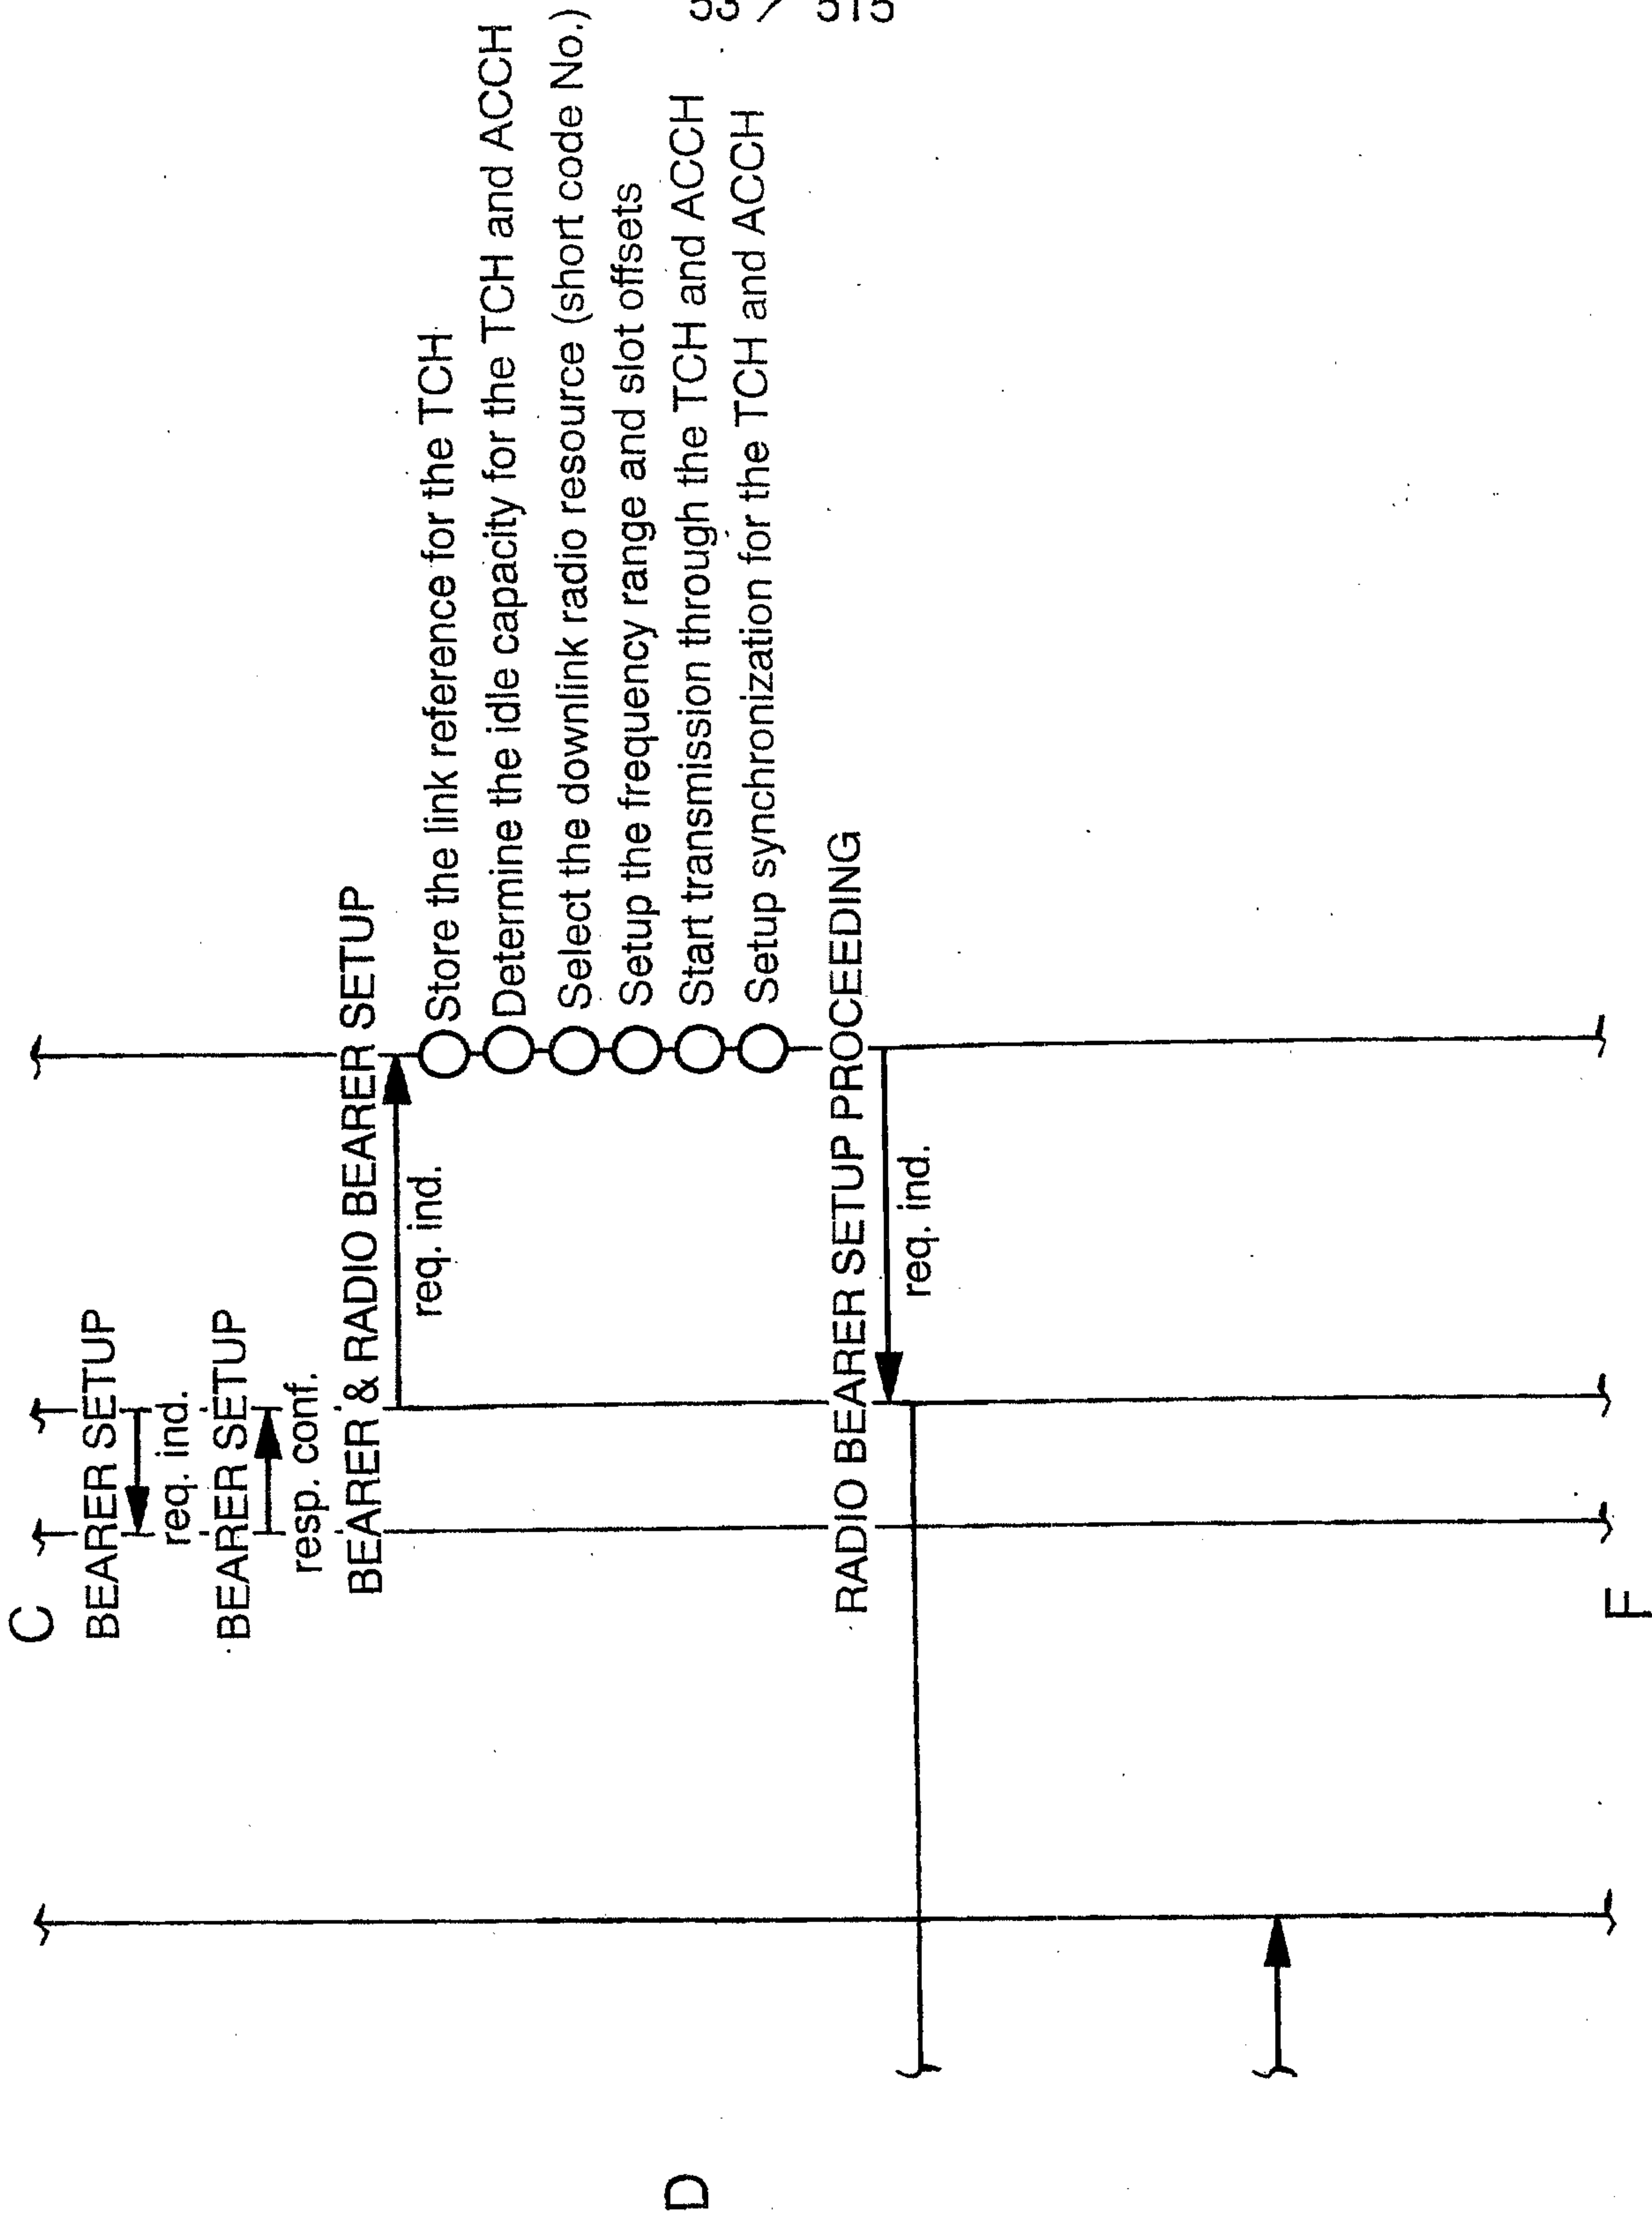 53 / 515
C
BEARER SETUP
req. ind.
BEARER SETUP
resp. conf.
BEARER & RADIO BEARER SETUP
req. ind.
Store the link reference for the TCH
Determine the idle capacity for the TCH and ACCH
Select the downlink radio resource (short code No.)
Setup the frequency range and slot offsets
Start transmission through the TCH and ACCH
Setup synchronization for the TCH and ACCH
RADIO BEARER SETUP PROCEEDING
req. ind.
D
F